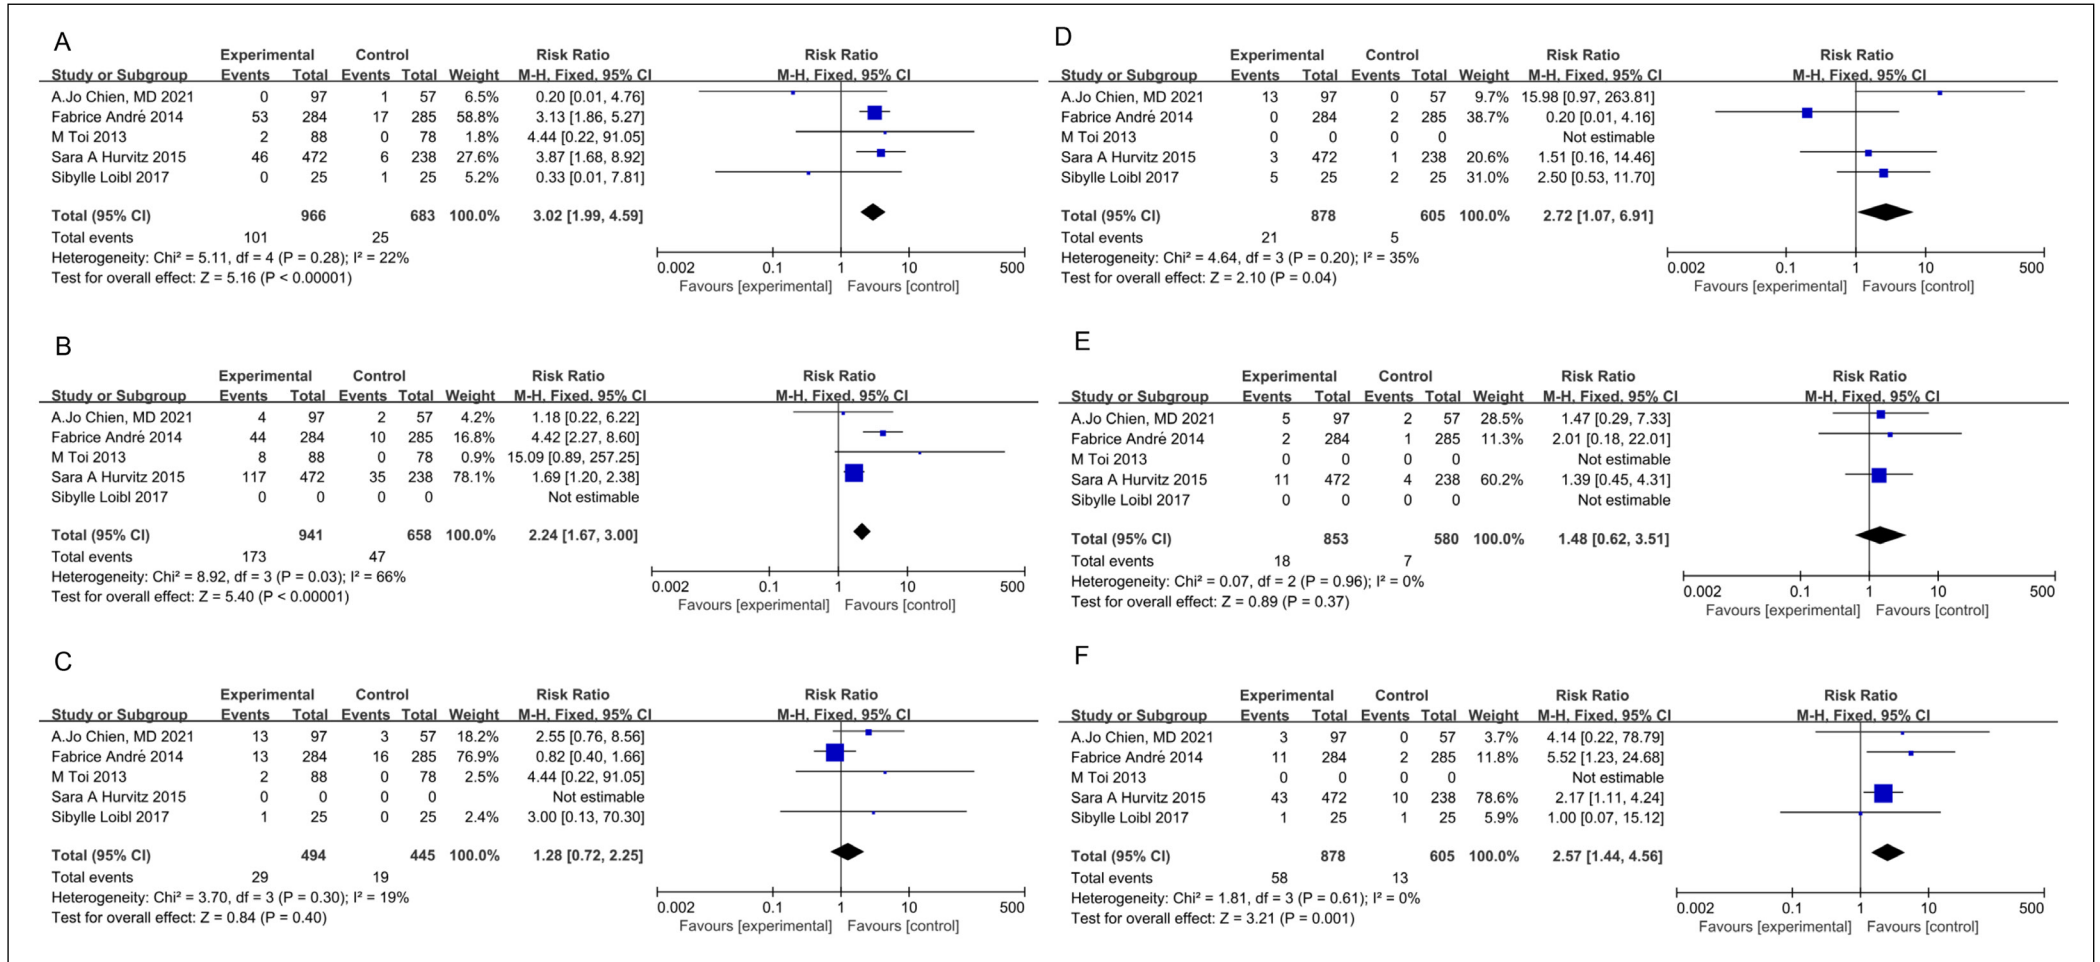 A
Experimental Control Risk Ratio Risk Ratio
Study or Subgroup Events Total Events Total Weight M-H, Fixed, 95% CI M-H, Fixed, 95% CI
A.Jo Chien, MD 2021 0 97 1 57 6.5% 0.20 [0.01, 4.76]
Fabrice André 2014 53 284 17 285 58.8% 3.13 [1.86, 5.27]
M Toi 2013 2 88 0 78 1.8% 4.44 [0.22, 91.05]
Sara A Hurvitz 2015 46 472 6 238 27.6% 3.87 [1.68, 8.92]
Sibylle Loibl 2017 0 25 1 25 5.2% 0.33 [0.01, 7.81]
Total (95% CI) 966 683 100.0% 3.02 [1.99, 4.59]
Total events 101 25
Heterogeneity: Chi² = 5.11, df = 4 (P = 0.28); I² = 22%
Test for overall effect: Z = 5.16 (P < 0.00001)
0.002 0.1 1 10 500
Favours [experimental] Favours [control]
B
Experimental Control Risk Ratio Risk Ratio
Study or Subgroup Events Total Events Total Weight M-H, Fixed, 95% CI M-H, Fixed, 95% CI
A.Jo Chien, MD 2021 4 97 2 57 4.2% 1.18 [0.22, 6.22]
Fabrice André 2014 44 284 10 285 16.8% 4.42 [2.27, 8.60]
M Toi 2013 8 88 0 78 0.9% 15.09 [0.89, 257.25]
Sara A Hurvitz 2015 117 472 35 238 78.1% 1.69 [1.20, 2.38]
Sibylle Loibl 2017 0 0 0 0 Not estimable
Total (95% CI) 941 658 100.0% 2.24 [1.67, 3.00]
Total events 173 47
Heterogeneity: Chi² = 8.92, df = 3 (P = 0.03); I² = 66%
Test for overall effect: Z = 5.40 (P < 0.00001)
0.002 0.1 1 10 500
Favours [experimental] Favours [control]
C
Experimental Control Risk Ratio Risk Ratio
Study or Subgroup Events Total Events Total Weight M-H, Fixed, 95% CI M-H, Fixed, 95% CI
A.Jo Chien, MD 2021 13 97 3 57 18.2% 2.55 [0.76, 8.56]
Fabrice André 2014 13 284 16 285 76.9% 0.82 [0.40, 1.66]
M Toi 2013 2 88 0 78 2.5% 4.44 [0.22, 91.05]
Sara A Hurvitz 2015 0 0 0 0 Not estimable
Sibylle Loibl 2017 1 25 0 25 2.4% 3.00 [0.13, 70.30]
Total (95% CI) 494 445 100.0% 1.28 [0.72, 2.25]
Total events 29 19
Heterogeneity: Chi² = 3.70, df = 3 (P = 0.30); I² = 19%
Test for overall effect: Z = 0.84 (P = 0.40)
0.002 0.1 1 10 500
Favours [experimental] Favours [control]
D
Experimental Control Risk Ratio Risk Ratio
Study or Subgroup Events Total Events Total Weight M-H, Fixed, 95% CI M-H, Fixed, 95% CI
A.Jo Chien, MD 2021 13 97 0 57 9.7% 15.98 [0.97, 263.81]
Fabrice André 2014 0 284 2 285 38.7% 0.20 [0.01, 4.16]
M Toi 2013 0 0 0 0 Not estimable
Sara A Hurvitz 2015 3 472 1 238 20.6% 1.51 [0.16, 14.46]
Sibylle Loibl 2017 5 25 2 25 31.0% 2.50 [0.53, 11.70]
Total (95% CI) 878 605 100.0% 2.72 [1.07, 6.91]
Total events 21 5
Heterogeneity: Chi² = 4.64, df = 3 (P = 0.20); I² = 35%
Test for overall effect: Z = 2.10 (P = 0.04)
0.002 0.1 1 10 500
Favours [experimental] Favours [control]
E
Experimental Control Risk Ratio Risk Ratio
Study or Subgroup Events Total Events Total Weight M-H, Fixed, 95% CI M-H, Fixed, 95% CI
A.Jo Chien, MD 2021 5 97 2 57 28.5% 1.47 [0.29, 7.33]
Fabrice André 2014 2 284 1 285 11.3% 2.01 [0.18, 22.01]
M Toi 2013 0 0 0 0 Not estimable
Sara A Hurvitz 2015 11 472 4 238 60.2% 1.39 [0.45, 4.31]
Sibylle Loibl 2017 0 0 0 0 Not estimable
Total (95% CI) 853 580 100.0% 1.48 [0.62, 3.51]
Total events 18 7
Heterogeneity: Chi² = 0.07, df = 2 (P = 0.96); I² = 0%
Test for overall effect: Z = 0.89 (P = 0.37)
0.002 0.1 1 10 500
Favours [experimental] Favours [control]
F
Experimental Control Risk Ratio Risk Ratio
Study or Subgroup Events Total Events Total Weight M-H, Fixed, 95% CI M-H, Fixed, 95% CI
A.Jo Chien, MD 2021 3 97 0 57 3.7% 4.14 [0.22, 78.79]
Fabrice André 2014 11 284 2 285 11.8% 5.52 [1.23, 24.68]
M Toi 2013 0 0 0 0 Not estimable
Sara A Hurvitz 2015 43 472 10 238 78.6% 2.17 [1.11, 4.24]
Sibylle Loibl 2017 1 25 1 25 5.9% 1.00 [0.07, 15.12]
Total (95% CI) 878 605 100.0% 2.57 [1.44, 4.56]
Total events 58 13
Heterogeneity: Chi² = 1.81, df = 3 (P = 0.61); I² = 0%
Test for overall effect: Z = 3.21 (P = 0.001)
0.002 0.1 1 10 500
Favours [experimental] Favours [control]